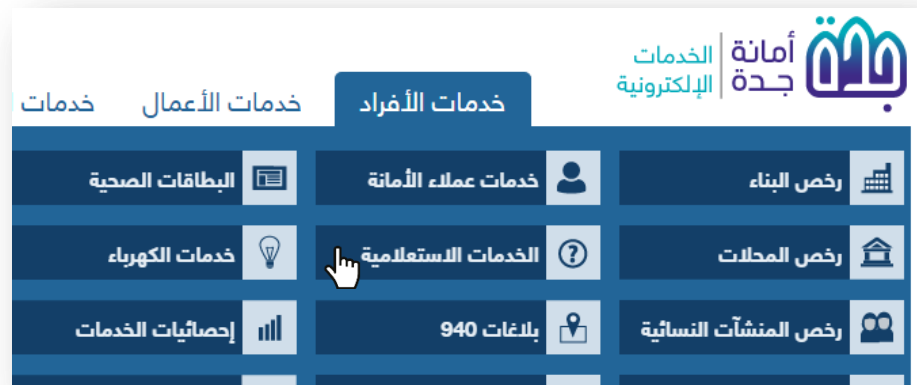 أمانة
جـدة
الخدمات
الإلكترونية
خدمات الأفراد
خدمات الأعمال
خدمات
رخص البناء
خدمات عملاء الأمانة
البطاقات الصحية
رخص المحلات
الخدمات الاستعلامية
خدمات الكهرباء
رخص المنشآت النسائية
بلاغات 940
إحصائيات الخدمات